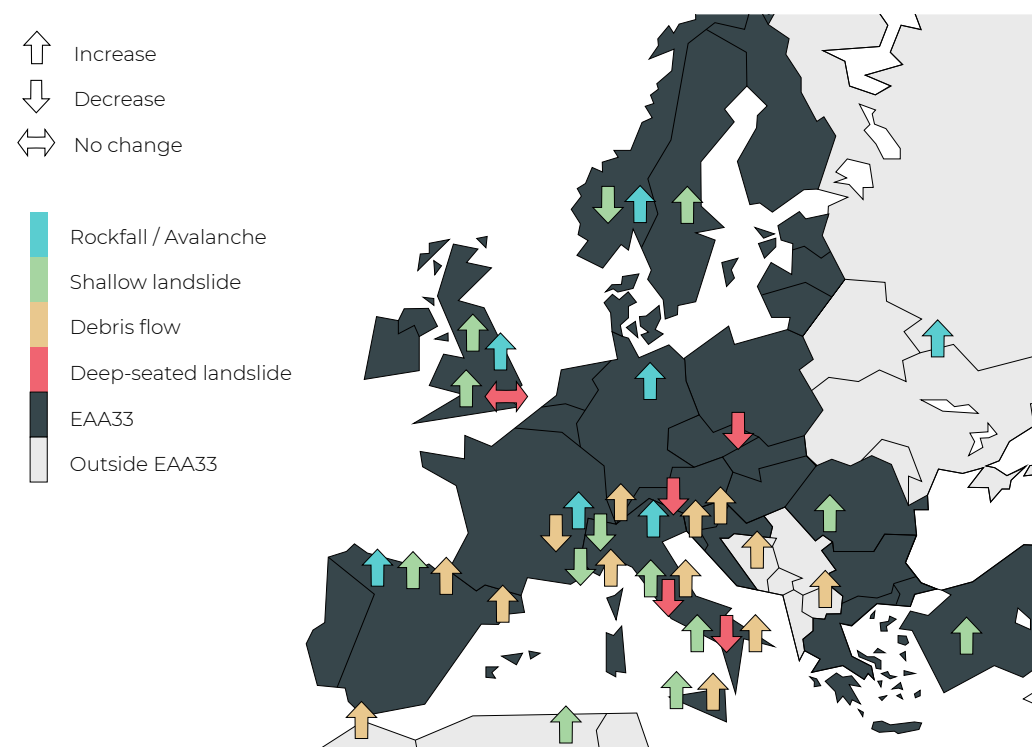 Increase
Decrease
No change
Rockfall / Avalanche
Shallow landslide
Debris flow
Deep-seated landslide
EAA33
Outside EAA33